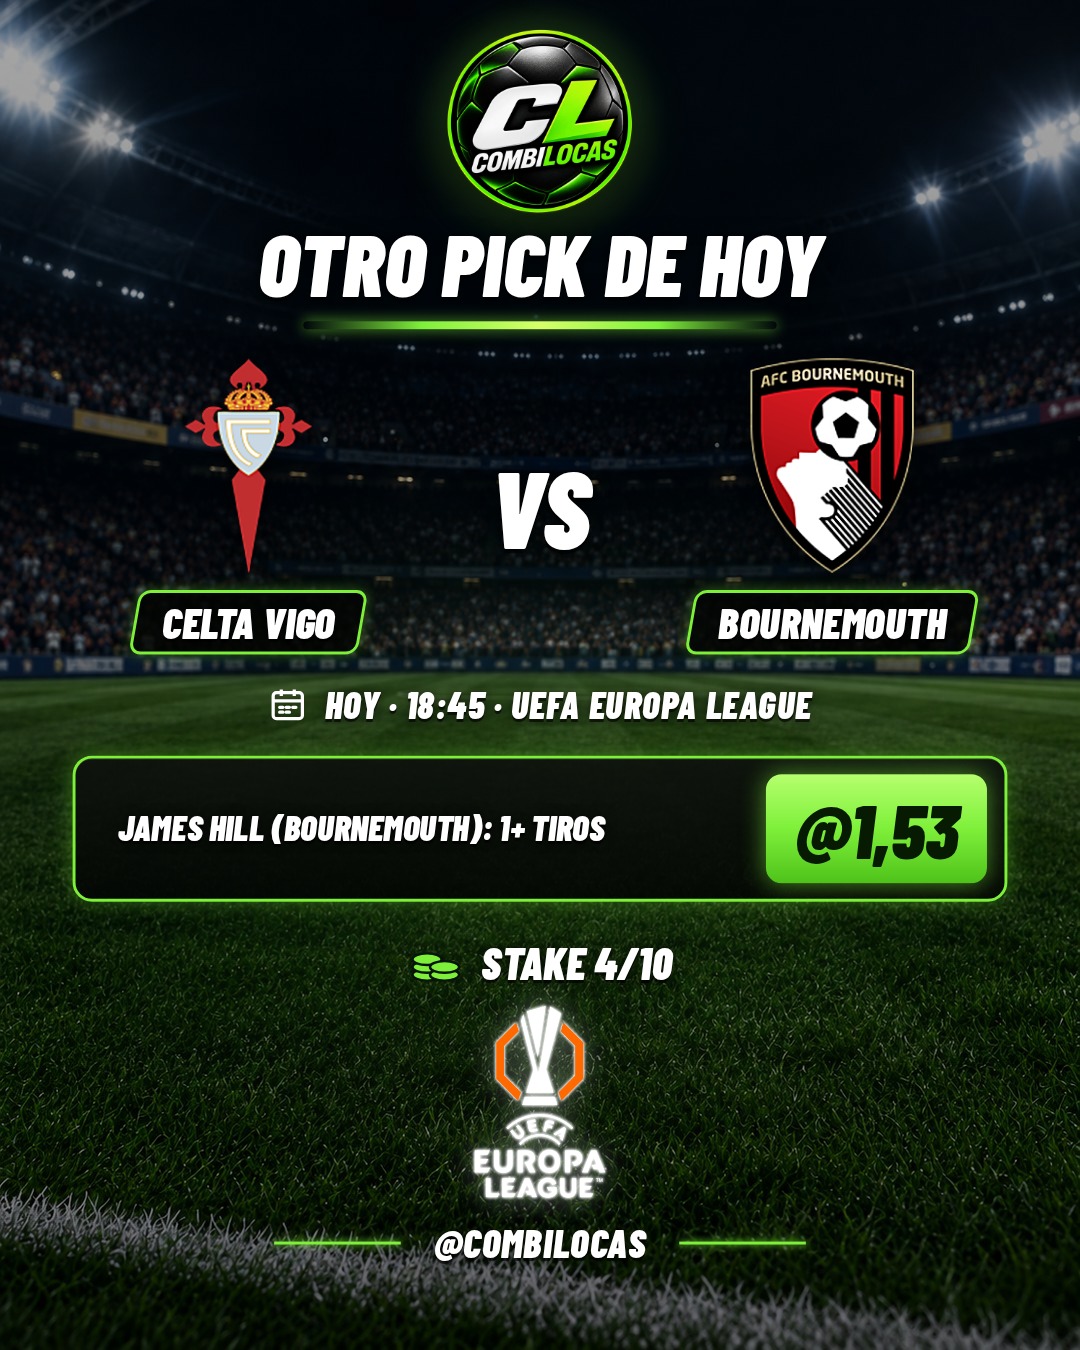 CL
COMBILOCAS
OTRO PICK DE HOY
AFC BOURNEMOUTH
VS
CELTA VIGO
BOURNEMOUTH
HOY · 18:45 · UEFA EUROPA LEAGUE
JAMES HILL (BOURNEMOUTH): 1+ TIROS
@1,53
STAKE 4/10
UEFA
EUROPA
LEAGUE™
@COMBILOCAS